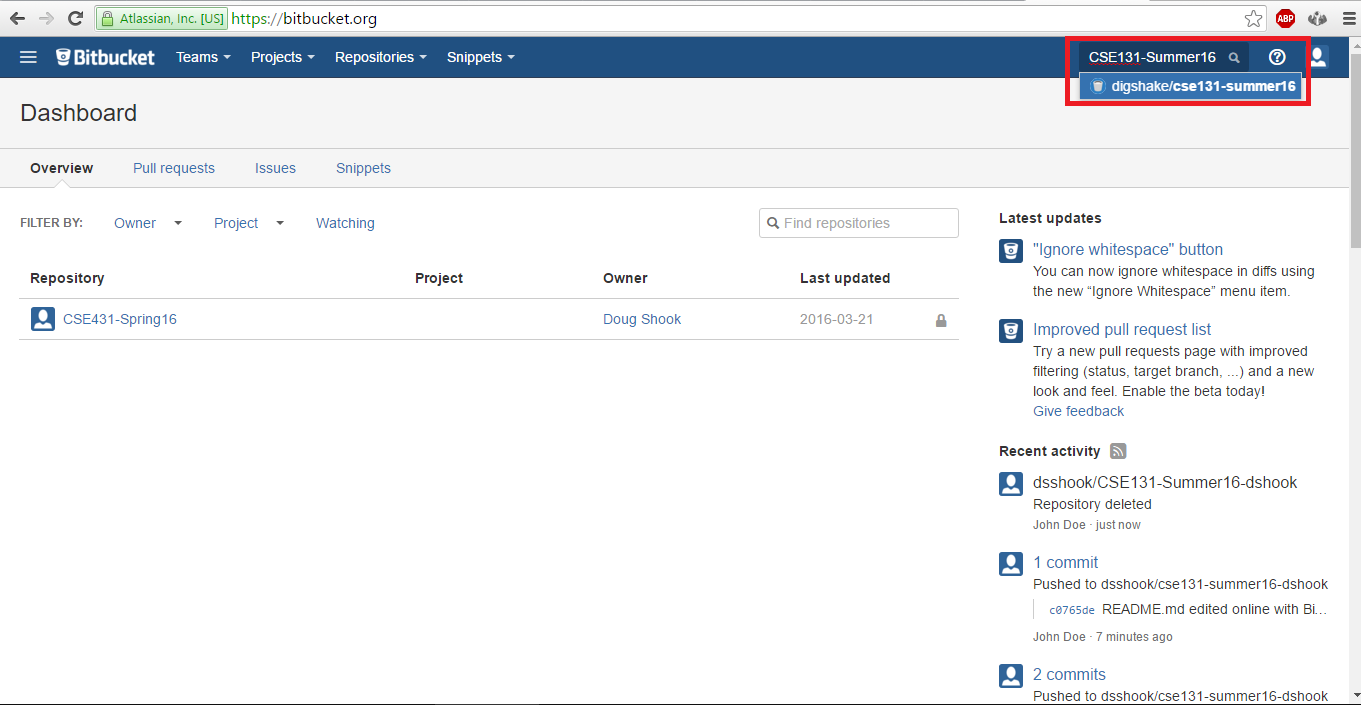 Atlassian, Inc. [US] https://bitbucket.org
ABP
Bitbucket Teams Projects Repositories Snippets CSE131-Summer16
digshake/cse131-summer16
Dashboard
Overview Pull requests Issues Snippets
FILTER BY: Owner Project Watching Find repositories
Repository Project Owner Last updated
CSE431-Spring16 Doug Shook 2016-03-21
Latest updates
"Ignore whitespace" button
You can now ignore whitespace in diffs using
the new “Ignore Whitespace” menu item.
Improved pull request list
Try a new pull requests page with improved
filtering (status, target branch, ...) and a new
look and feel. Enable the beta today!
Give feedback
Recent activity
dsshook/CSE131-Summer16-dshook
Repository deleted
John Doe · just now
1 commit
Pushed to dsshook/cse131-summer16-dshook
c0765de README.md edited online with Bi...
John Doe · 7 minutes ago
2 commits
Pushed to dsshook/cse131-summer16-dshook